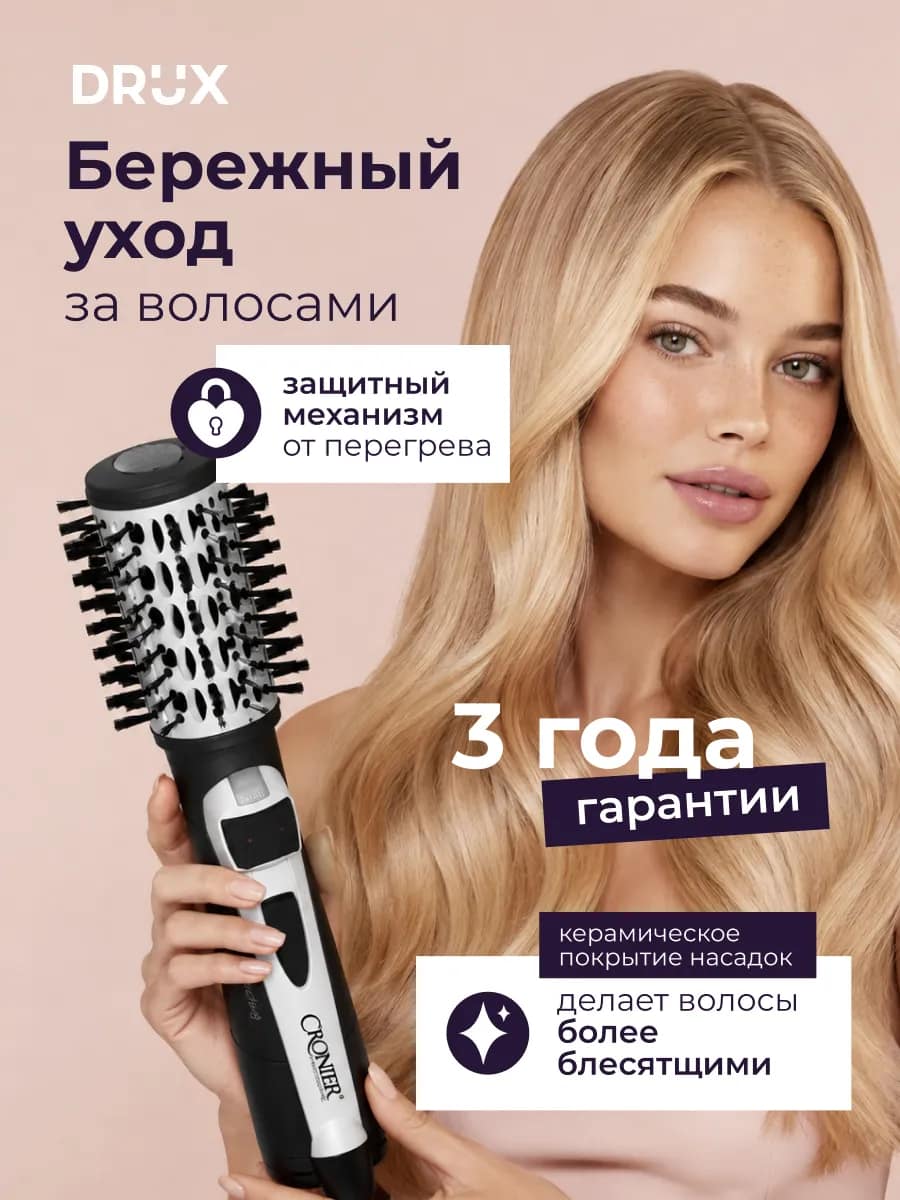 DRUX
Бережный
уход
за волосами
защитный
механизм
от перегрева
3 года
гарантии
керамическое
покрытие насадок
делает волосы
более
блесятщими
CRONIER®